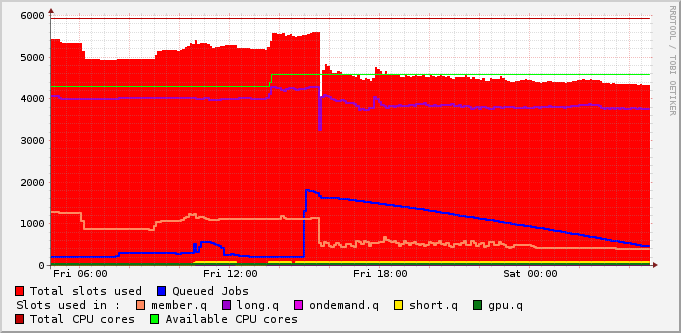 RRDTOOL / TOBI OETIKER
6000
5000
4000
3000
2000
1000
0
Fri 06:00 Fri 12:00 Fri 18:00 Sat 00:00
Total slots used Queued Jobs
Slots used in : member.q long.q ondemand.q short.q gpu.q
Total CPU cores Available CPU cores